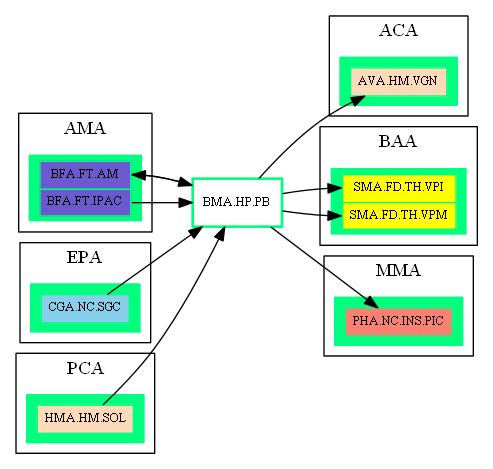 ACA
AVA.HM.VGN
AMA
BFA.FT.AM
BFA.FT.IPAC
BMA.HP.PB
BAA
SMA.FD.TH.VPI
SMA.FD.TH.VPM
EPA
CGA.NC.SGC
MMA
PHA.NC.INS.PIC
PCA
HMA.HM.SOL